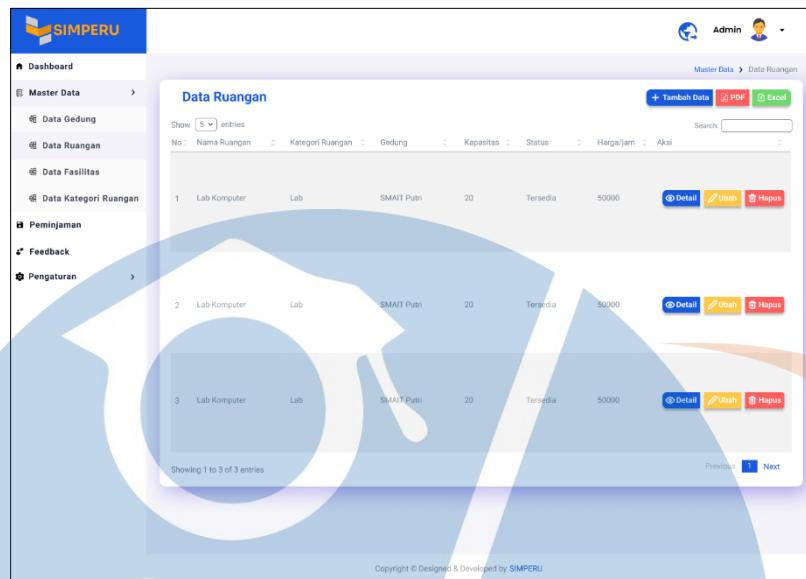 SIMPERU
Admin
Dashboard
Master Data
Data Gedung
Data Ruangan
Data Fasilitas
Data Kategori Ruangan
Peminjaman
Feedback
Pengaturan
Master Data > Data Ruangan
Data Ruangan
+ Tambah Data PDF Excel
Show 5 entries Search:
No Nama Ruangan Kategori Ruangan Gedung Kapasitas Status Harga/jam Aksi
1 Lab Komputer Lab SMAIT Putri 20 Tersedia 50000 Detail Ubah Hapus
2 Lab Komputer Lab SMAIT Putri 20 Tersedia 50000 Detail Ubah Hapus
3 Lab Komputer Lab SMAIT Putri 20 Tersedia 50000 Detail Ubah Hapus
Showing 1 to 3 of 3 entries Previous 1 Next
Copyright © Designed & Developed by SIMPERU